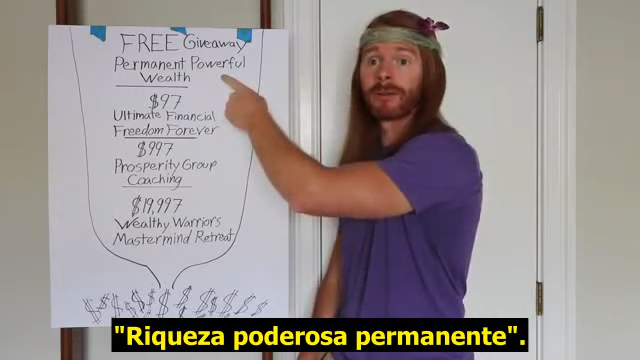 FREE Giveaway
Permanent Powerful
Wealth
$97
Ultimate Financial
Freedom Forever
$997
Prosperity Group
Coaching
$19,997
Wealthy Warriors
Mastermind Retreat
$ $ $ $ $ $ $ $ $ $ $ $
"Riqueza poderosa permanente".